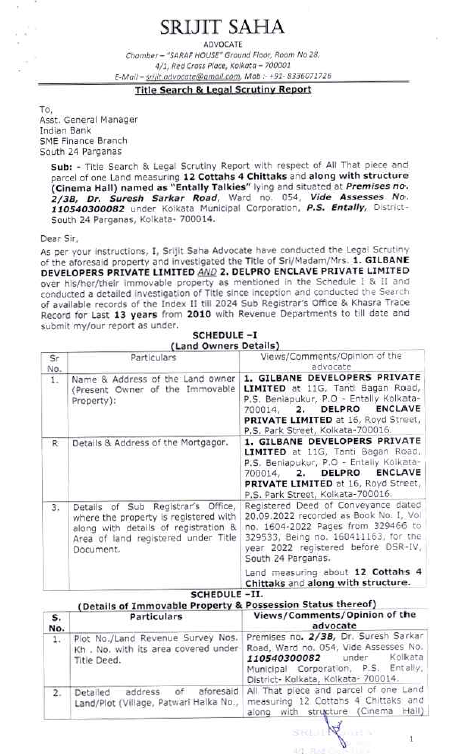 SRIJIT SAHA
ADVOCATE
Chamber – "SARAF HOUSE" Ground Floor, Room No 28,
4/1, Red Cross Place, Kolkata – 700001
E-Mail – srijit.advocate@gmail.com, Mob :- +91- 8336071728
Title Search & Legal Scrutiny Report
To,
Asst. General Manager
Indian Bank
SME Finance Branch
South 24 Parganas
Sub: - Title Search & Legal Scrutiny Report with respect of All That piece and
parcel of one Land measuring 12 Cottahs 4 Chittaks and along with structure
(Cinema Hall) named as "Entally Talkies" lying and situated at Premises no.
2/3B, Dr. Suresh Sarkar Road, Ward no. 054, Vide Assesses No.
110540300082 under Kolkata Municipal Corporation, P.S. Entally, District-
South 24 Parganas, Kolkata- 700014.
Dear Sir,
As per your instructions, I, Srijit Saha Advocate have conducted the Legal Scrutiny
of the aforesaid property and investigated the Title of Sri/Madam/Mrs. 1. GILBANE
DEVELOPERS PRIVATE LIMITED AND 2. DELPRO ENCLAVE PRIVATE LIMITED
over his/her/their immovable property as mentioned in the Schedule I & II and
conducted a detailed investigation of Title since inception and conducted the Search
of available records of the Index II till 2024 Sub Registrar's Office & Khasra Trace
Record for Last 13 years from 2010 with Revenue Departments to till date and
submit my/our report as under.
SCHEDULE –I
(Land Owners Details)
Sr No. Particulars Views/Comments/Opinion of the advocate
1. Name & Address of the Land owner
(Present Owner of the Immovable
Property):
1. GILBANE DEVELOPERS PRIVATE
LIMITED at 11G, Tanti Bagan Road,
P.S. Beniapukur, P.O - Entally Kolkata-
700014, 2. DELPRO ENCLAVE
PRIVATE LIMITED at 16, Royd Street,
P.S. Park Street, Kolkata-700016.
R Details & Address of the Mortgagor.
1. GILBANE DEVELOPERS PRIVATE
LIMITED at 11G, Tanti Bagan Road,
P.S. Beniapukur, P.O - Entally Kolkata-
700014, 2. DELPRO ENCLAVE
PRIVATE LIMITED at 16, Royd Street,
P.S. Park Street, Kolkata-700016.
3. Details of Sub Registrar's Office,
where the property is registered with
along with details of registration &
Area of land registered under Title
Document.
Registered Deed of Conveyance dated
20.09.2022 recorded as Book No. I, Vol
no. 1604-2022 Pages from 329466 to
329533, Being no. 160411163, for the
year 2022 registered before DSR-IV,
South 24 Parganas.
Land measuring about 12 Cottahs 4
Chittaks and along with structure.
SCHEDULE –II.
(Details of Immovable Property & Possession Status thereof)
S. No. Particulars Views/Comments/Opinion of the advocate
1. Plot No./Land Revenue Survey Nos.
Kh . No. with its area covered under
Title Deed.
Premises no. 2/3B, Dr. Suresh Sarkar
Road, Ward no. 054, Vide Assesses No.
110540300082 under Kolkata
Municipal Corporation, P.S. Entally,
District- Kolkata, Kolkata- 700014.
2. Detailed address of aforesaid
Land/Plot (Village, Patwari Halka No.,
All That piece and parcel of one Land
measuring 12 Cottahs 4 Chittaks and
along with structure (Cinema Hall)
1